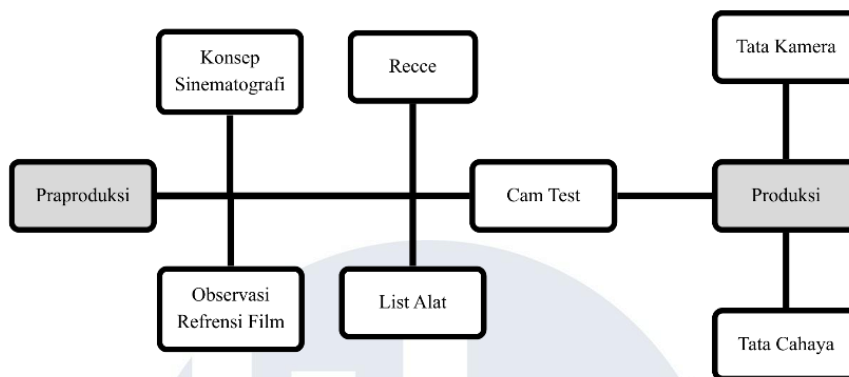 Konsep
Sinematografi
Recce
Tata Kamera
Praproduksi
Cam Test
Produksi
Observasi
Refrensi Film
List Alat
Tata Cahaya